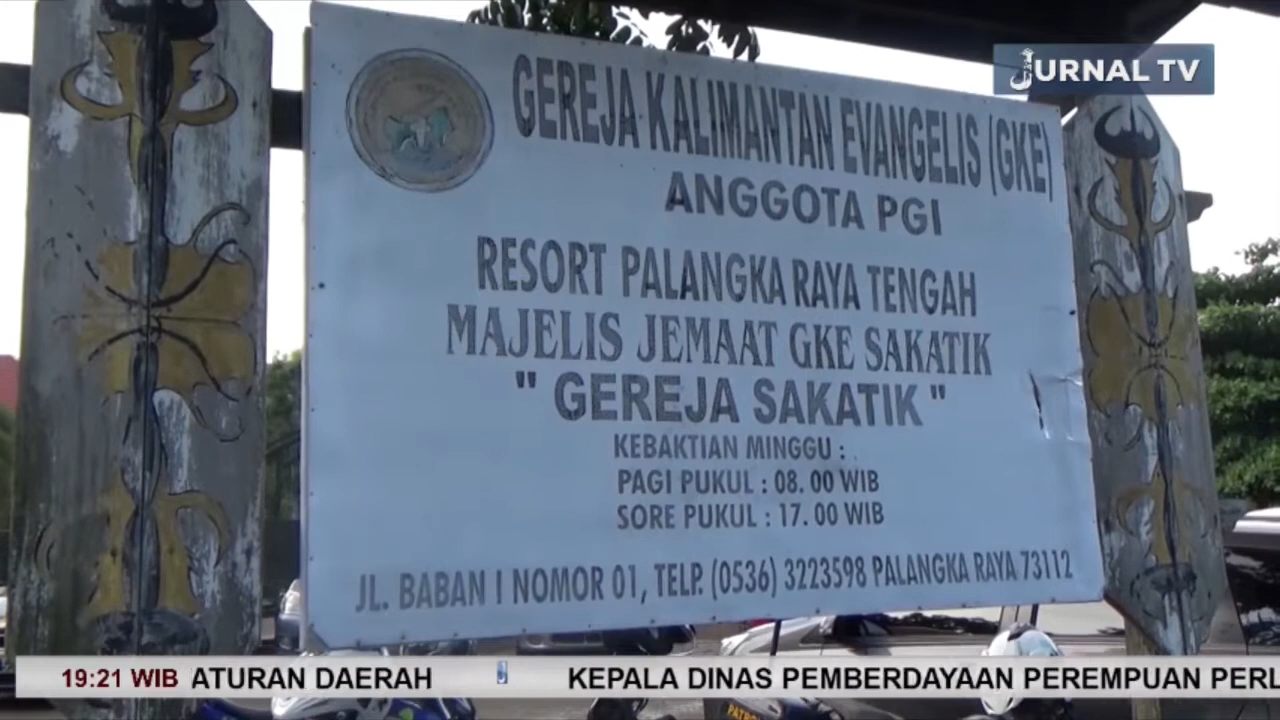 JURNAL TV
GEREJA KALIMANTAN EVANGELIS (GKE)
ANGGOTA PGI
RESORT PALANGKA RAYA TENGAH
MAJELIS JEMAAT GKE SAKATIK
" GEREJA SAKATIK "
KEBAKTIAN MINGGU :
PAGI PUKUL : 08. 00 WIB
SORE PUKUL : 17. 00 WIB
JL. BABAN I NOMOR 01, TELP. (0536) 3223598 PALANGKA RAYA 73112
19:21 WIB ATURAN DAERAH KEPALA DINAS PEMBERDAYAAN PEREMPUAN PERL